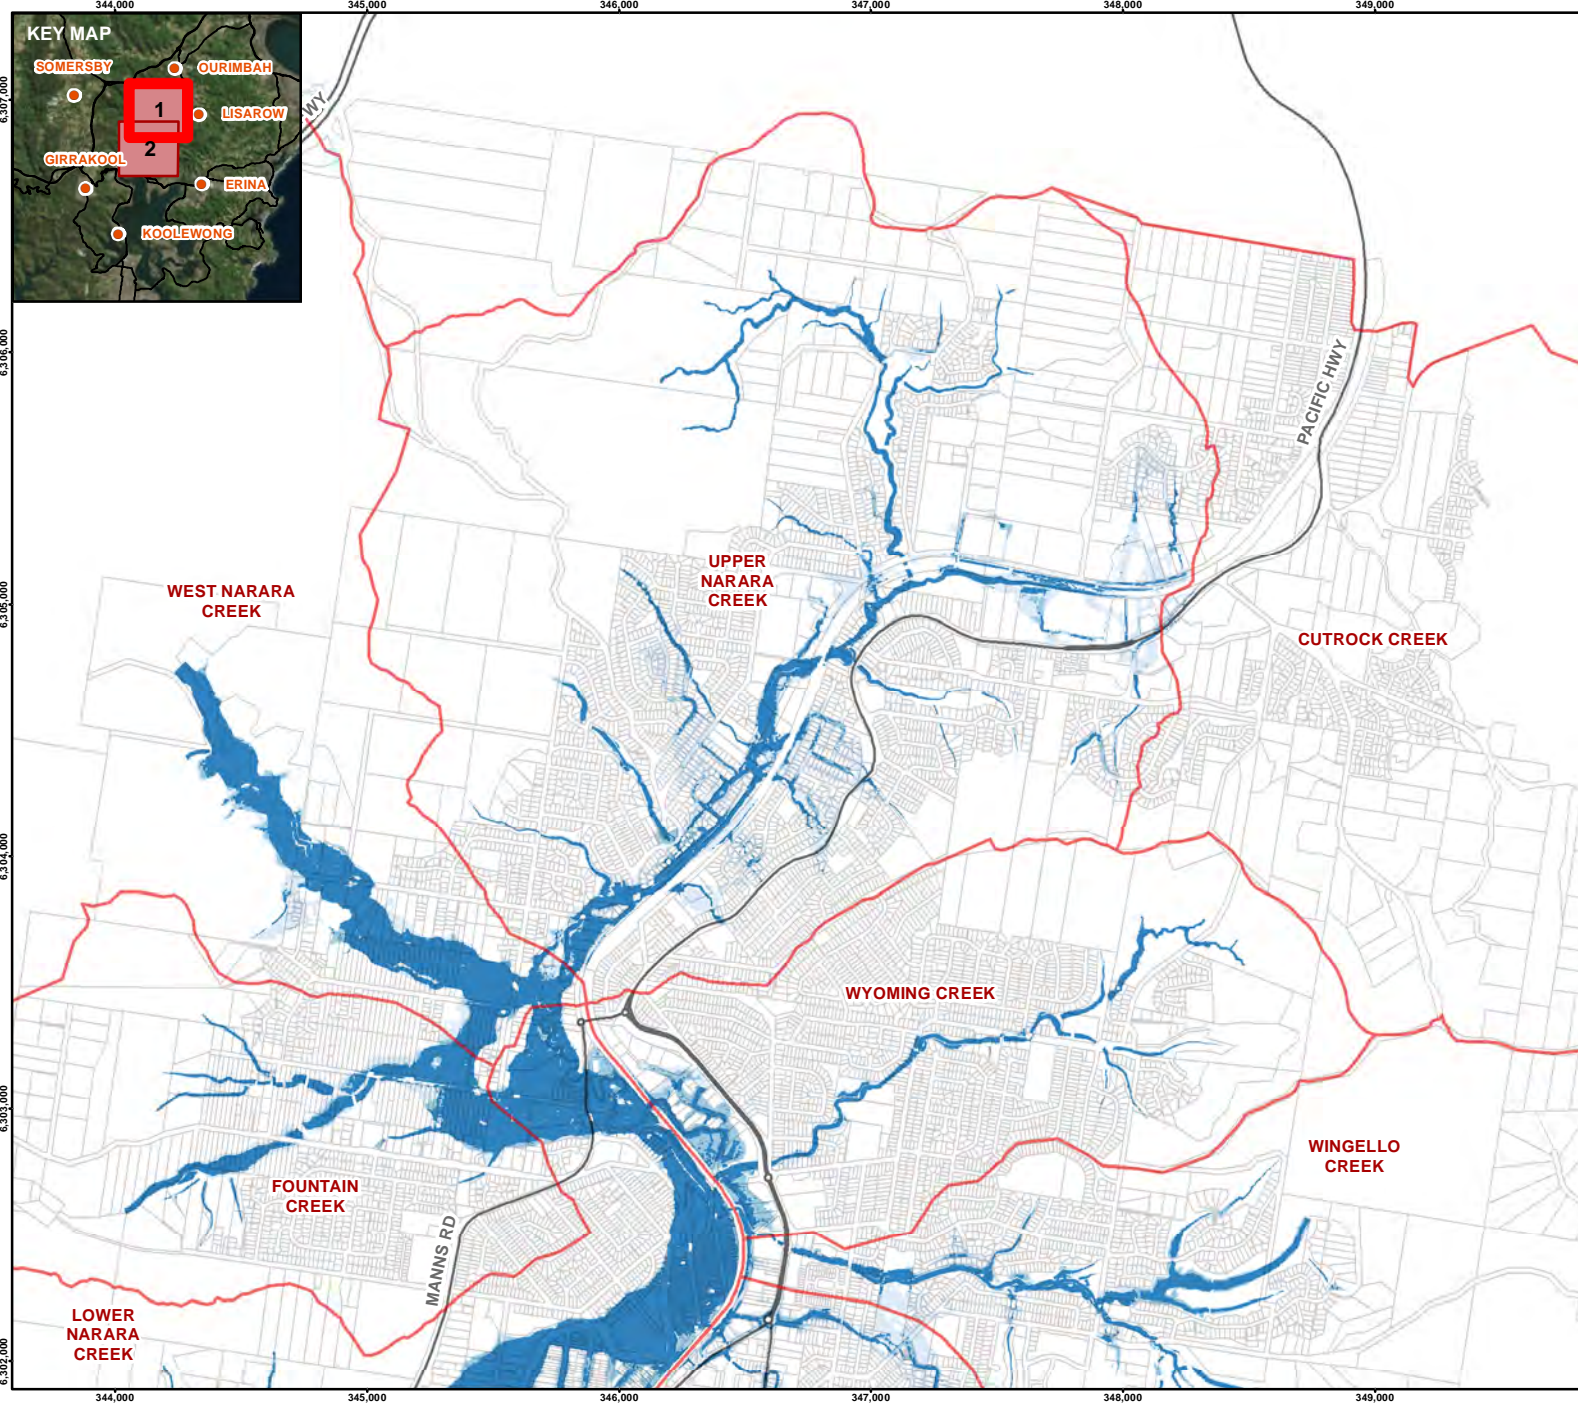 344,000
345,000
346,000
347,000
348,000
349,000
KEY MAP
SOMERSBY
OURIMBAH
1
LISAROW
2
GIRRAKOOL
ERINA
KOOLEWONG
WY
6,307,000
6,306,000
6,305,000
6,304,000
6,303,000
6,302,000
PACIFIC HWY
UPPER
NARARA
CREEK
WEST NARARA
CREEK
CUTROCK CREEK
WYOMING CREEK
WINGELLO
CREEK
FOUNTAIN
CREEK
MANNS RD
LOWER
NARARA
CREEK
344,000
345,000
346,000
347,000
348,000
349,000